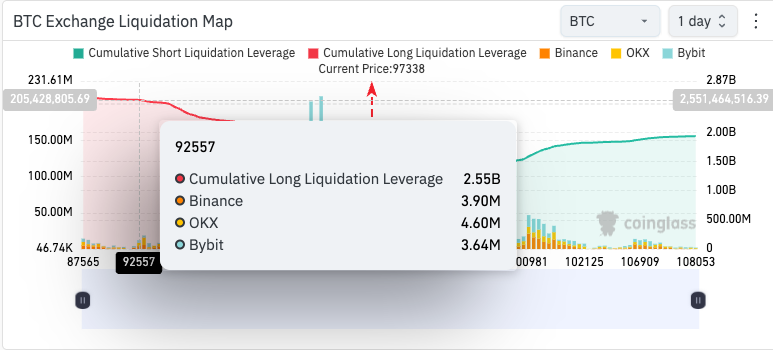 BTC Exchange Liquidation Map
BTC
1 day
Cumulative Short Liquidation Leverage Cumulative Long Liquidation Leverage Binance OKX Bybit
Current Price:97338
231.61M
2.87B
205,428,805.69
2,551,464,516.39
150.00M
2.00B
1.50B
100.00M
1.00B
50.00M
500.00M
46.74K
0
92557
Cumulative Long Liquidation Leverage 2.55B
Binance 3.90M
OKX 4.60M
Bybit 3.64M
coinglass
87565 92557 00981 102125 106909 108053